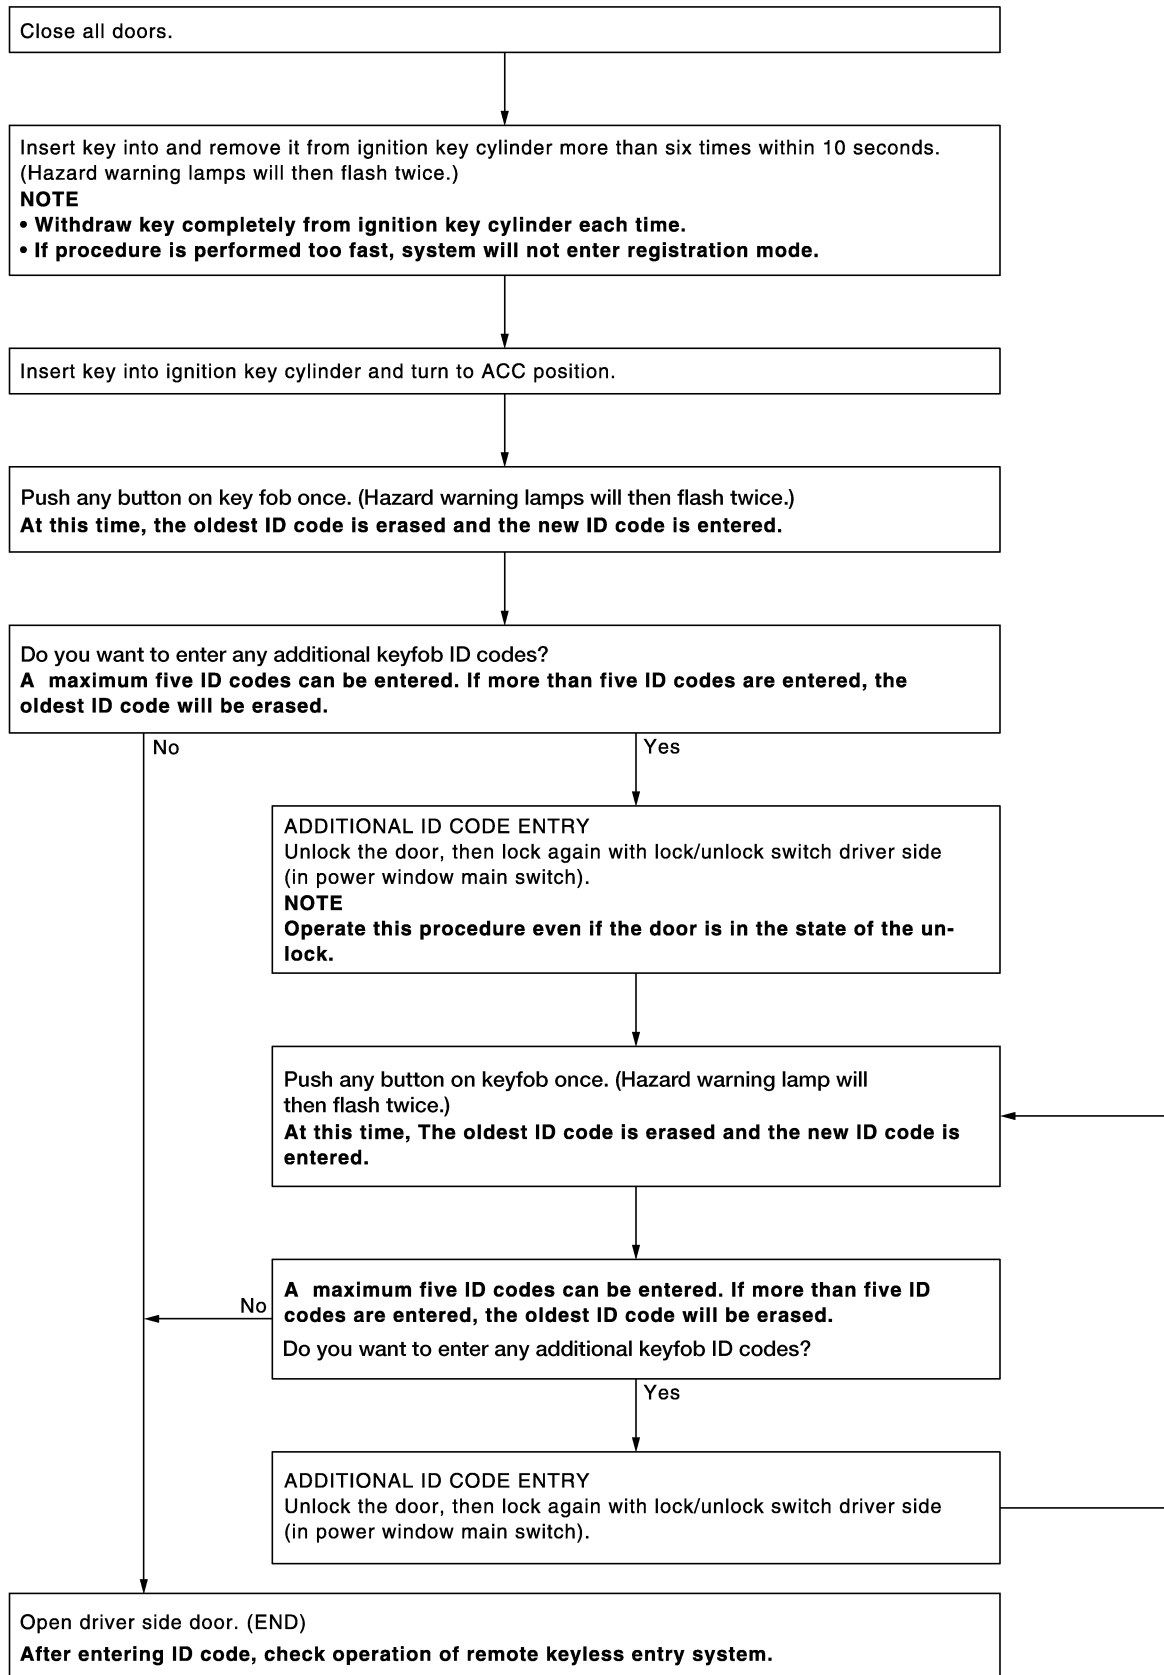 Close all doors.
Insert key into and remove it from ignition key cylinder more than six times within 10 seconds.
(Hazard warning lamps will then flash twice.)
NOTE
• Withdraw key completely from ignition key cylinder each time.
• If procedure is performed too fast, system will not enter registration mode.
Insert key into ignition key cylinder and turn to ACC position.
Push any button on key fob once. (Hazard warning lamps will then flash twice.)
At this time, the oldest ID code is erased and the new ID code is entered.
Do you want to enter any additional keyfob ID codes?
A  maximum five ID codes can be entered. If more than five ID codes are entered, the
oldest ID code will be erased.
No
Yes
ADDITIONAL ID CODE ENTRY
Unlock the door, then lock again with lock/unlock switch driver side
(in power window main switch).
NOTE
Operate this procedure even if the door is in the state of the un-
lock.
Push any button on keyfob once. (Hazard warning lamp will
then flash twice.)
At this time, The oldest ID code is erased and the new ID code is
entered.
A  maximum five ID codes can be entered. If more than five ID
codes are entered, the oldest ID code will be erased.
Do you want to enter any additional keyfob ID codes?
No
Yes
ADDITIONAL ID CODE ENTRY
Unlock the door, then lock again with lock/unlock switch driver side
(in power window main switch).
Open driver side door. (END)
After entering ID code, check operation of remote keyless entry system.